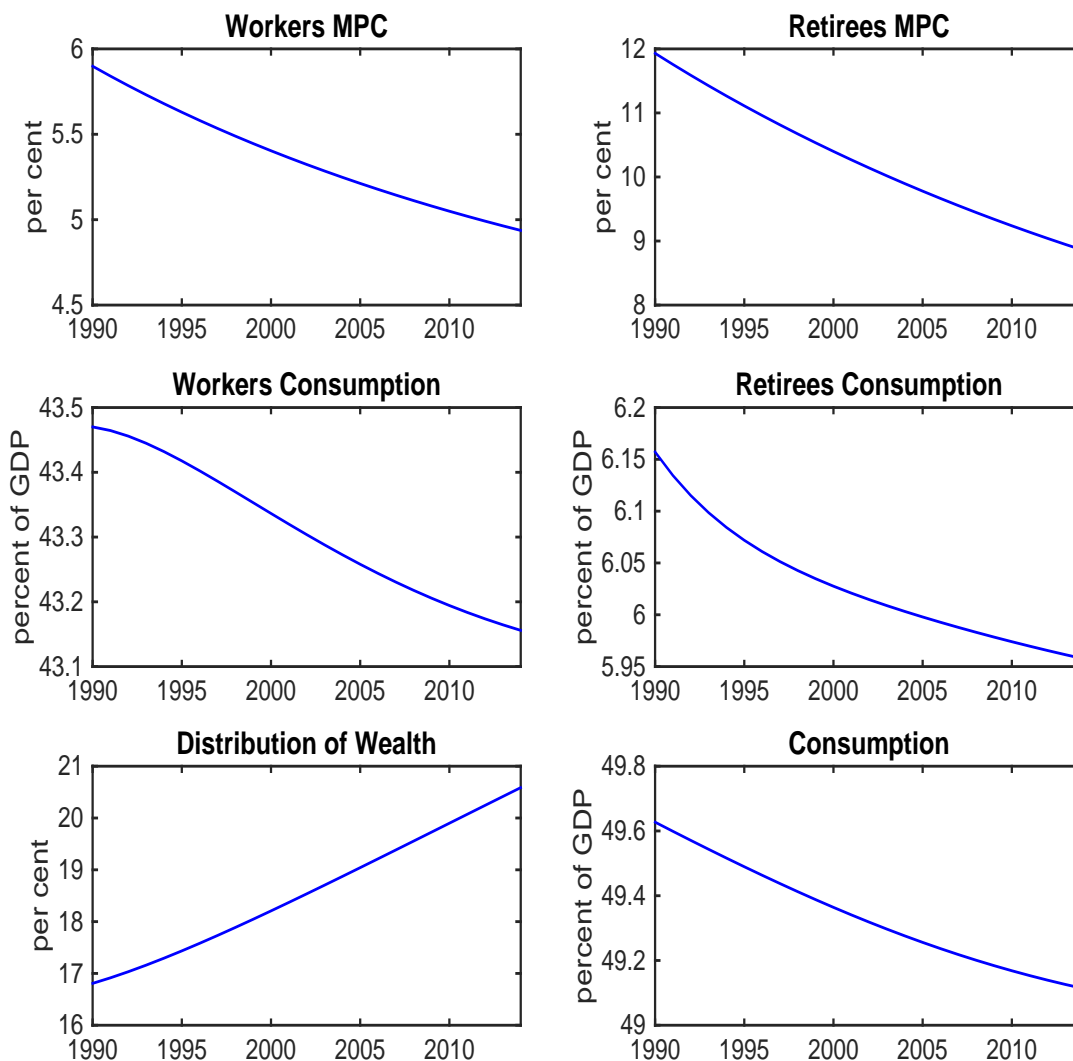 Workers MPC
per cent
6
5.5
5
4.5
1990 1995 2000 2005 2010
Retirees MPC
per cent
12
11
10
9
8
1990 1995 2000 2005 2010
Workers Consumption
percent of GDP
43.5
43.4
43.3
43.2
43.1
1990 1995 2000 2005 2010
Retirees Consumption
percent of GDP
6.2
6.15
6.1
6.05
6
5.95
1990 1995 2000 2005 2010
Distribution of Wealth
per cent
21
20
19
18
17
16
1990 1995 2000 2005 2010
Consumption
percent of GDP
49.8
49.6
49.4
49.2
49
1990 1995 2000 2005 2010